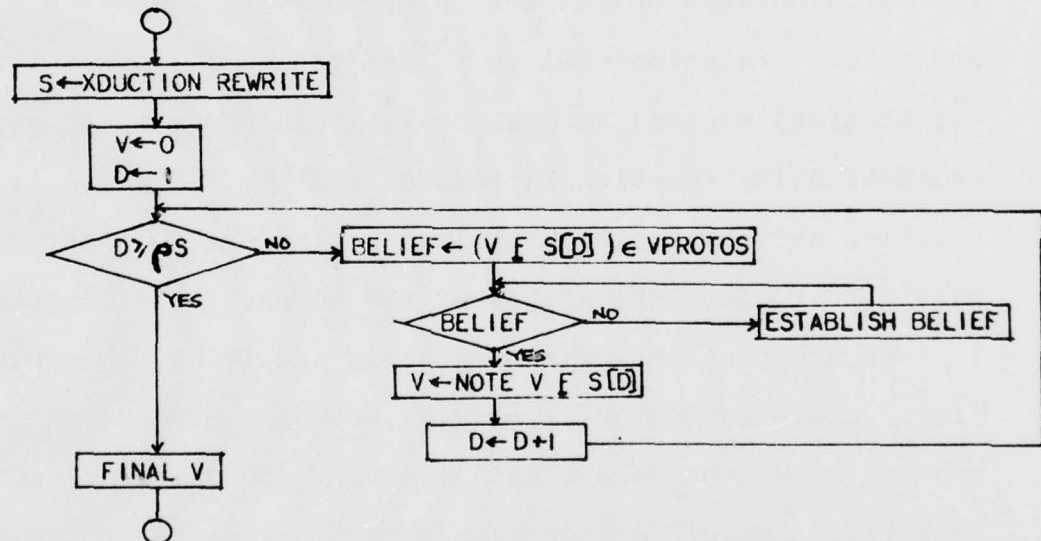 S←XDUCTION REWRITE
V←0
D←1
D⩾⍴S
NO
YES
BELIEF←(V F̲ S[D])∈VPROTOS
BELIEF
NO
ESTABLISH BELIEF
YES
V←NOTE V F̲ S[D]
D←D+1
FINAL V